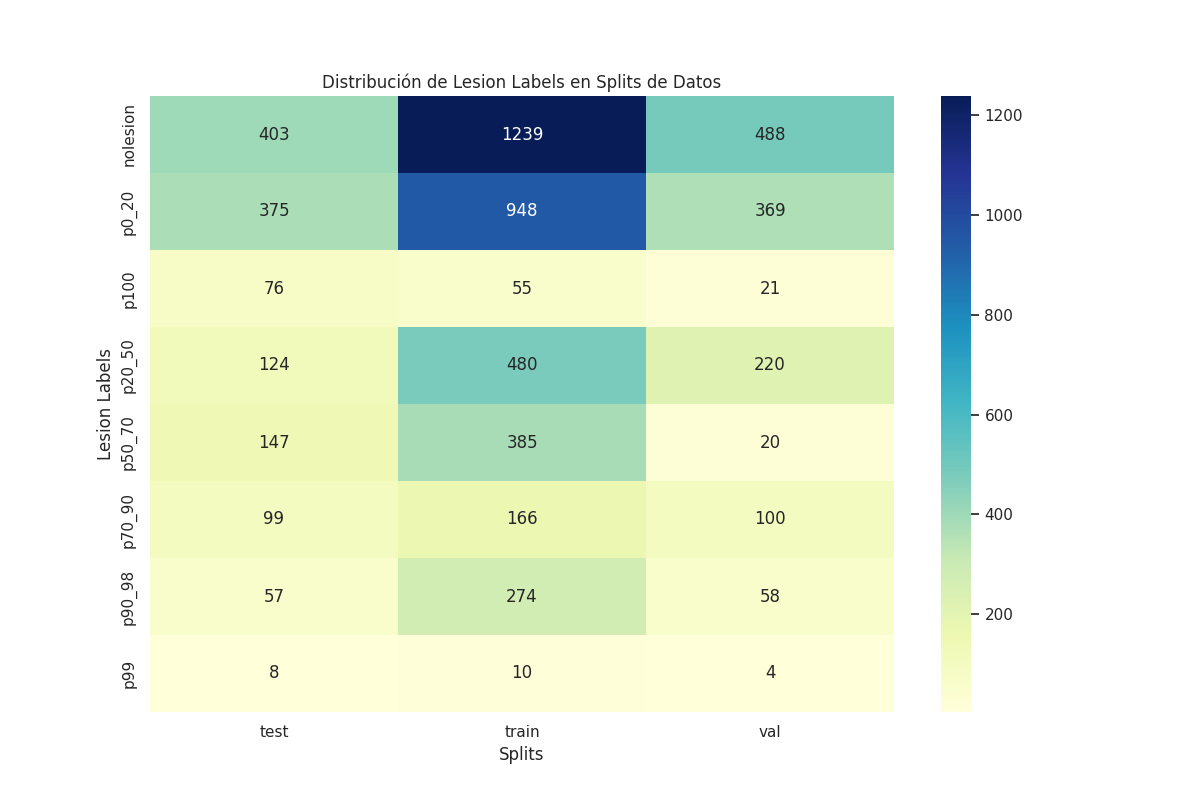 Distribución de Lesion Labels en Splits de Datos
Lesion Labels
nolesion 403 1239 488
p0_20 375 948 369
p100 76 55 21
p20_50 124 480 220
p50_70 147 385 20
p70_90 99 166 100
p90_98 57 274 58
p99 8 10 4
test train val
Splits
1200
1000
800
600
400
200